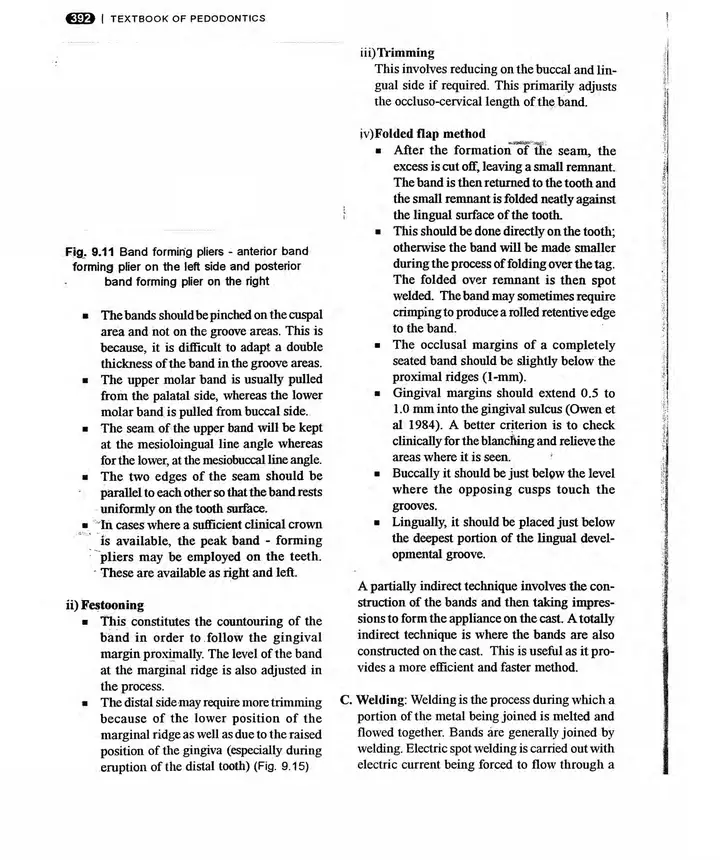 392 | TEXTBOOK OF PEDODONTICS
Fig. 9.11 Band forming pliers - anterior band
forming plier on the left side and posterior
band forming plier on the right
■ The bands should be pinched on the cuspal
area and not on the groove areas. This is
because, it is difficult to adapt a double
thickness of the band in the groove areas.
■ The upper molar band is usually pulled
from the palatal side, whereas the lower
molar band is pulled from buccal side.
■ The seam of the upper band will be kept
at the mesioloingual line angle whereas
for the lower, at the mesiobuccal line angle.
■ The two edges of the seam should be
parallel to each other so that the band rests
uniformly on the tooth surface.
■ In cases where a sufficient clinical crown
is available, the peak band - forming
pliers may be employed on the teeth.
These are available as right and left.
ii) Festooning
■ This constitutes the countouring of the
band in order to follow the gingival
margin proximally. The level of the band
at the marginal ridge is also adjusted in
the process.
■ The distal side may require more trimming
because of the lower position of the
marginal ridge as well as due to the raised
position of the gingiva (especially during
eruption of the distal tooth) (Fig. 9.15)
iii)Trimming
This involves reducing on the buccal and lin-
gual side if required. This primarily adjusts
the occluso-cervical length of the band.
iv)Folded flap method
■ After the formation of the seam, the
excess is cut off, leaving a small remnant.
The band is then returned to the tooth and
the small remnant is folded neatly against
the lingual surface of the tooth.
■ This should be done directly on the tooth;
otherwise the band will be made smaller
during the process of folding over the tag.
The folded over remnant is then spot
welded. The band may sometimes require
crimping to produce a rolled retentive edge
to the band.
■ The occlusal margins of a completely
seated band should be slightly below the
proximal ridges (1-mm).
■ Gingival margins should extend 0.5 to
1.0 mm into the gingival sulcus (Owen et
al 1984). A better criterion is to check
clinically for the blanching and relieve the
areas where it is seen.
■ Buccally it should be just below the level
where the opposing cusps touch the
grooves.
■ Lingually, it should be placed just below
the deepest portion of the lingual devel-
opmental groove.
A partially indirect technique involves the con-
struction of the bands and then taking impres-
sions to form the appliance on the cast. A totally
indirect technique is where the bands are also
constructed on the cast. This is useful as it pro-
vides a more efficient and faster method.
C. Welding: Welding is the process during which a
portion of the metal being joined is melted and
flowed together. Bands are generally joined by
welding. Electric spot welding is carried out with
electric current being forced to flow through a